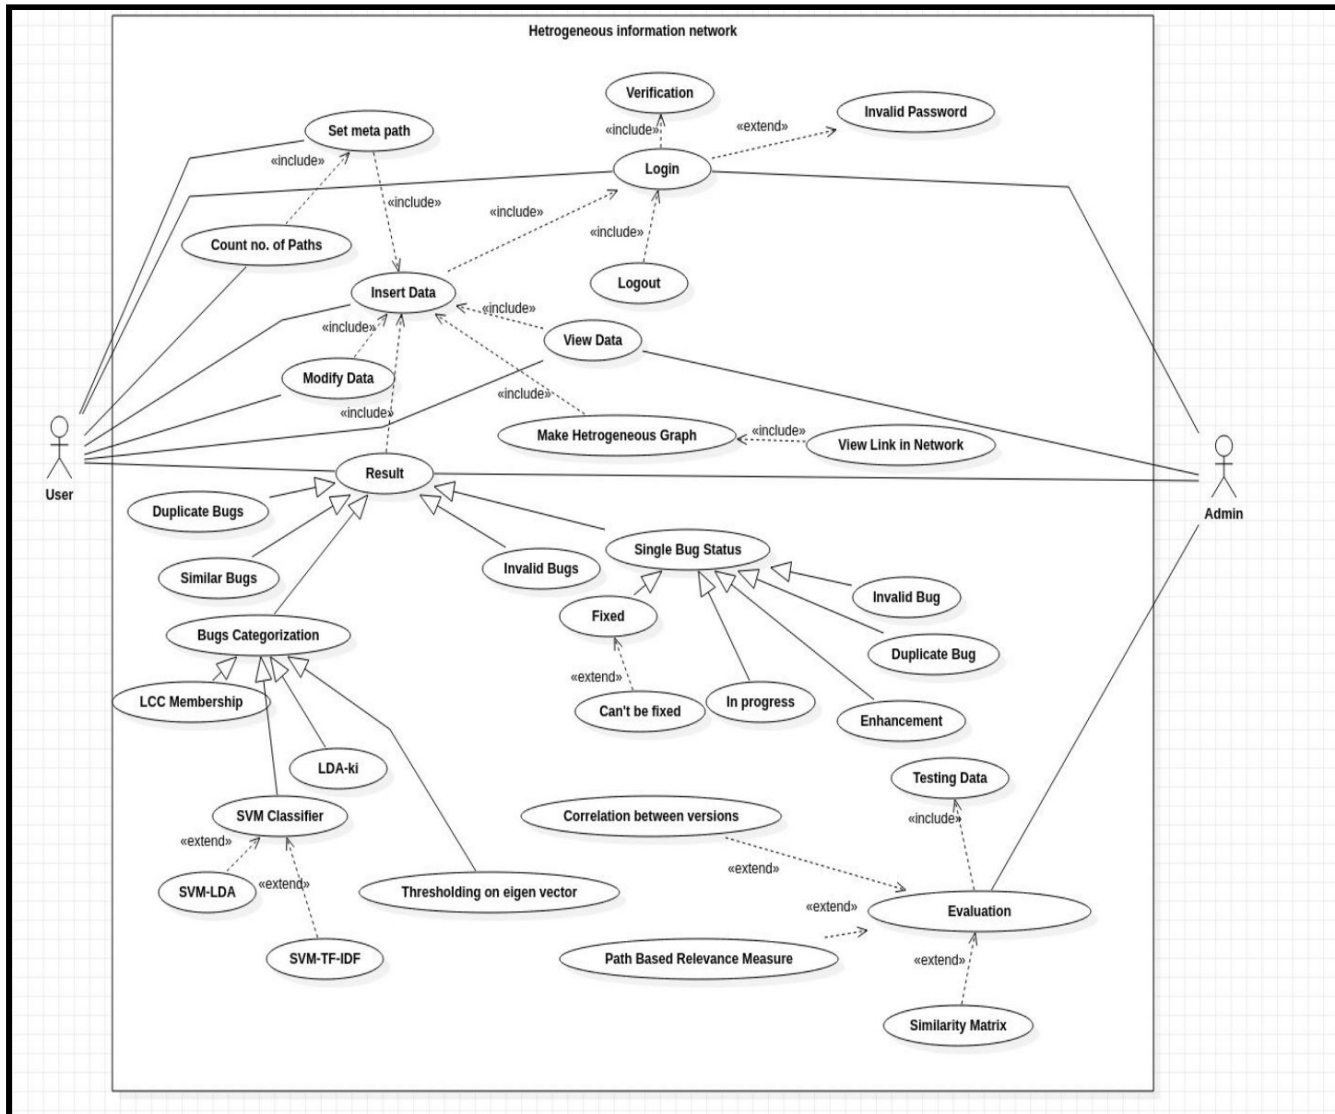 Hetrogeneous information network
Verification
Invalid Password
«include»
«extend»
Set meta path
«include»
Login
«include»
«include»
«include»
Count no. of Paths
Logout
Insert Data
«include»
«include»
View Data
Modify Data
«include»
«include»
Make Hetrogeneous Graph
«include»
View Link in Network
Result
User
Admin
Duplicate Bugs
Single Bug Status
Similar Bugs
Invalid Bugs
Invalid Bug
Fixed
Bugs Categorization
Duplicate Bug
«extend»
LCC Membership
Can't be fixed
In progress
Enhancement
LDA-ki
Testing Data
SVM Classifier
Correlation between versions
«include»
«extend»
«extend»
«extend»
SVM-LDA
Thresholding on eigen vector
«extend»
Evaluation
SVM-TF-IDF
Path Based Relevance Measure
«extend»
Similarity Matrix